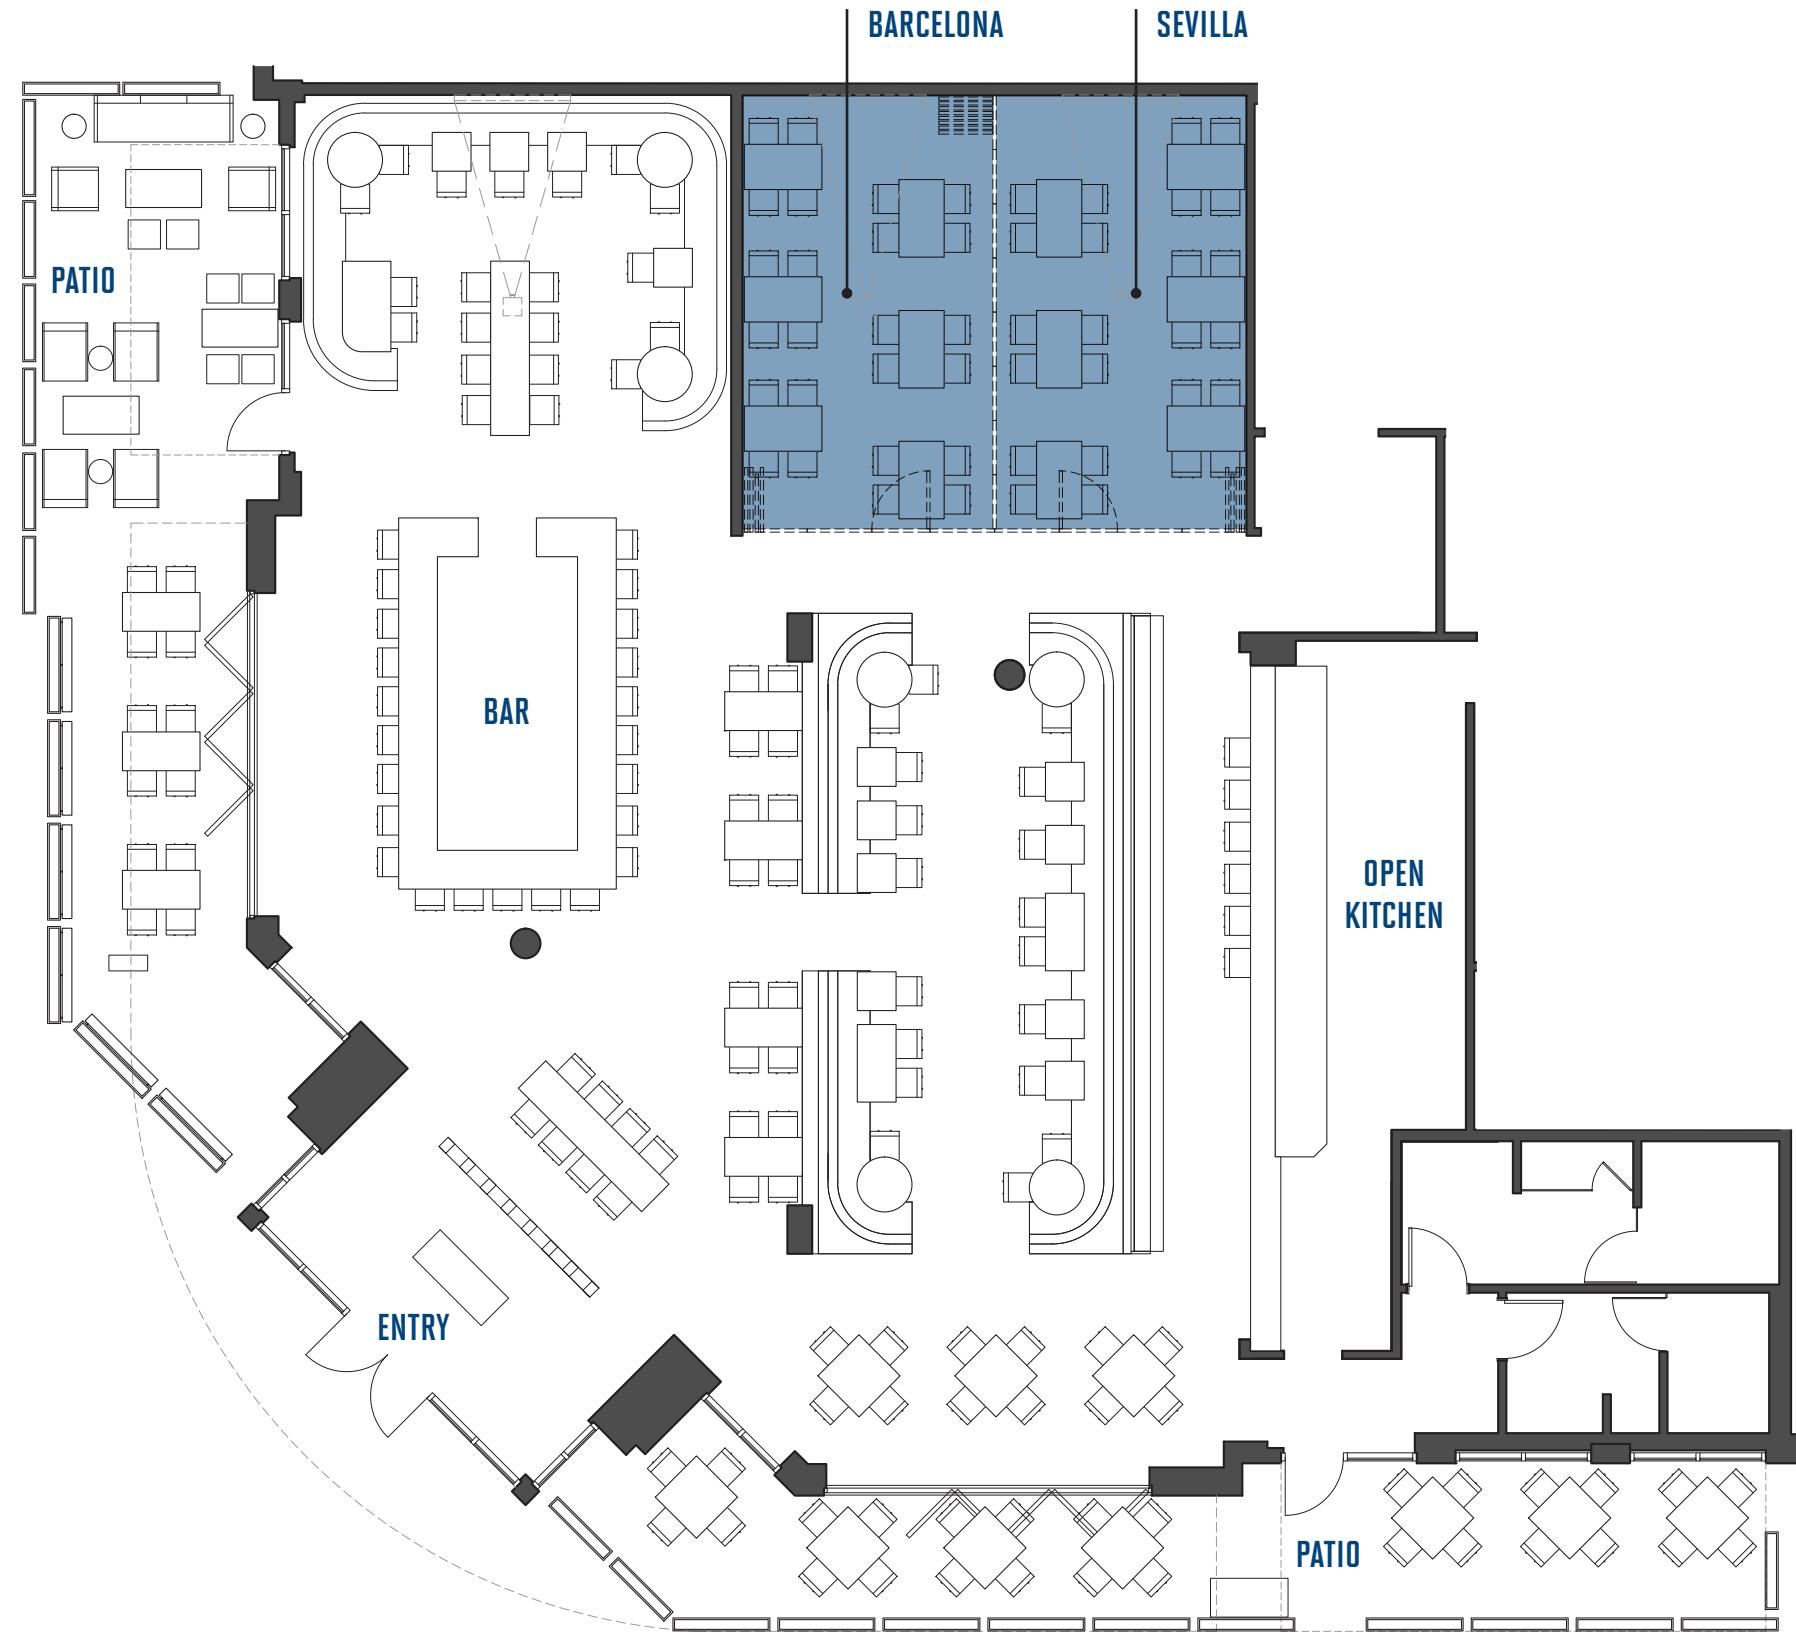 BARCELONA
SEVILLA
PATIO
BAR
OPEN
KITCHEN
ENTRY
PATIO